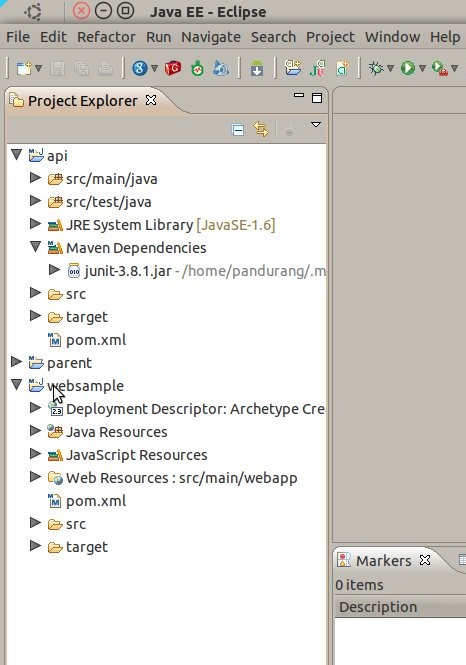 Java EE - Eclipse
File Edit Refactor Run Navigate Search Project Window Help
Project Explorer
api
src/main/java
src/test/java
JRE System Library [JavaSE-1.6]
Maven Dependencies
junit-3.8.1.jar - /home/pandurang/.m
src
target
pom.xml
parent
websample
Deployment Descriptor: Archetype Cre
Java Resources
JavaScript Resources
Web Resources : src/main/webapp
pom.xml
src
target
Markers
0 items
Description